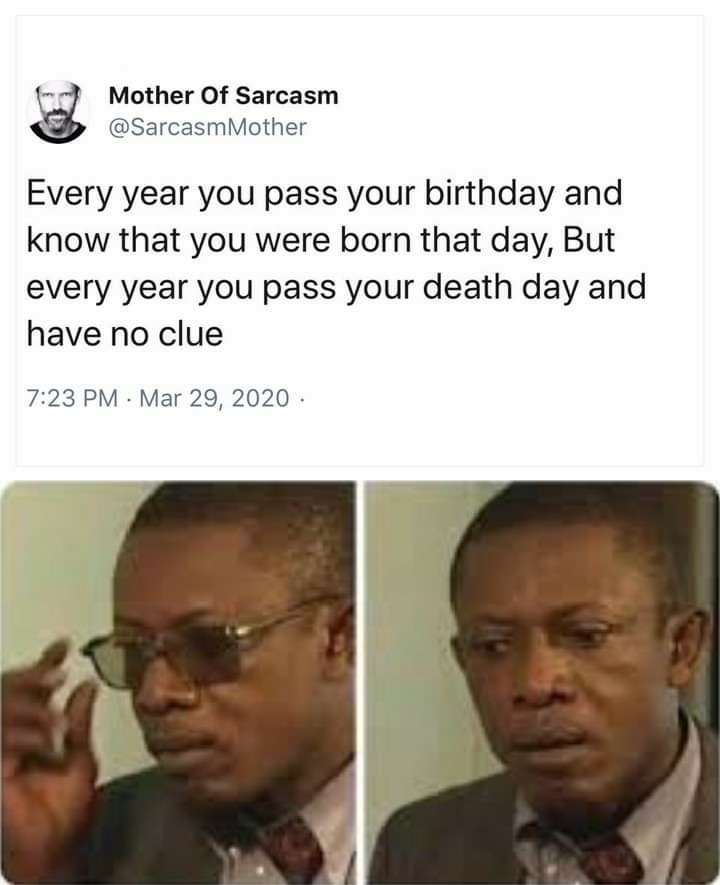 Mother Of Sarcasm
@SarcasmMother
Every year you pass your birthday and
know that you were born that day, But
every year you pass your death day and
have no clue
7:23 PM · Mar 29, 2020 ·